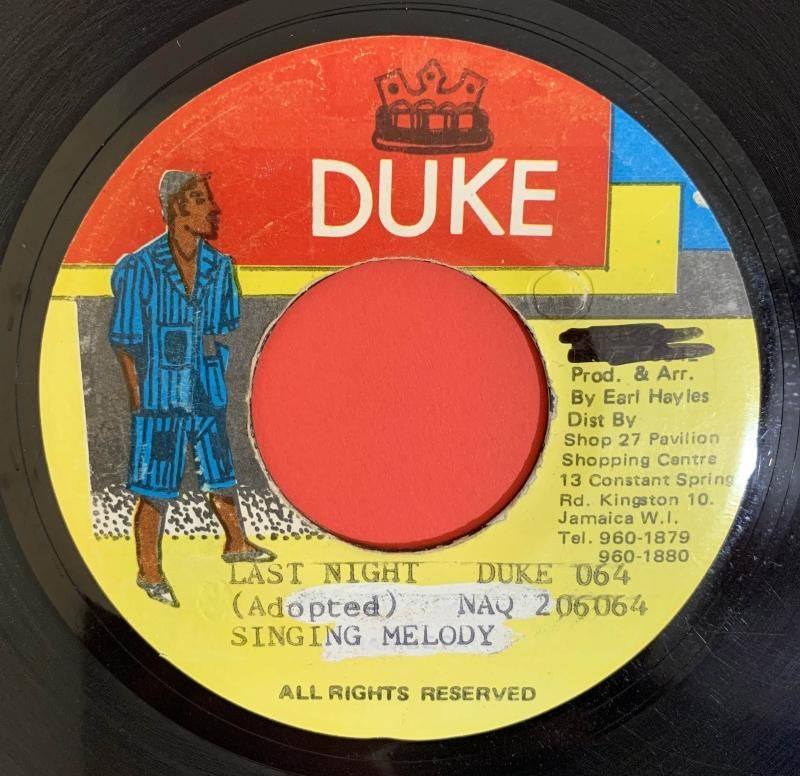 DUKE
Prod. & Arr.
By Earl Hayles
Dist By
Shop 27 Pavilion
Shopping Centre
13 Constant Spring
Rd. Kingston 10.
Jamaica W.I.
Tel. 960-1879
960-1880
LAST NIGHT DUKE 064
(Adopted) NAQ 206064
SINGING MELODY
ALL RIGHTS RESERVED